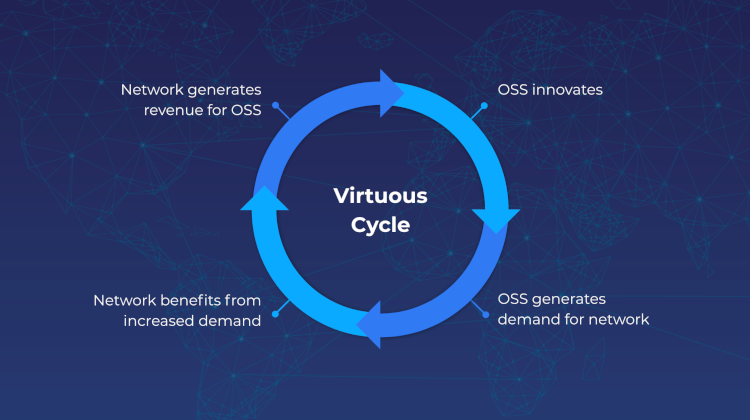 Network generates
revenue for OSS
OSS innovates
Virtuous
Cycle
Network benefits from
increased demand
OSS generates
demand for network